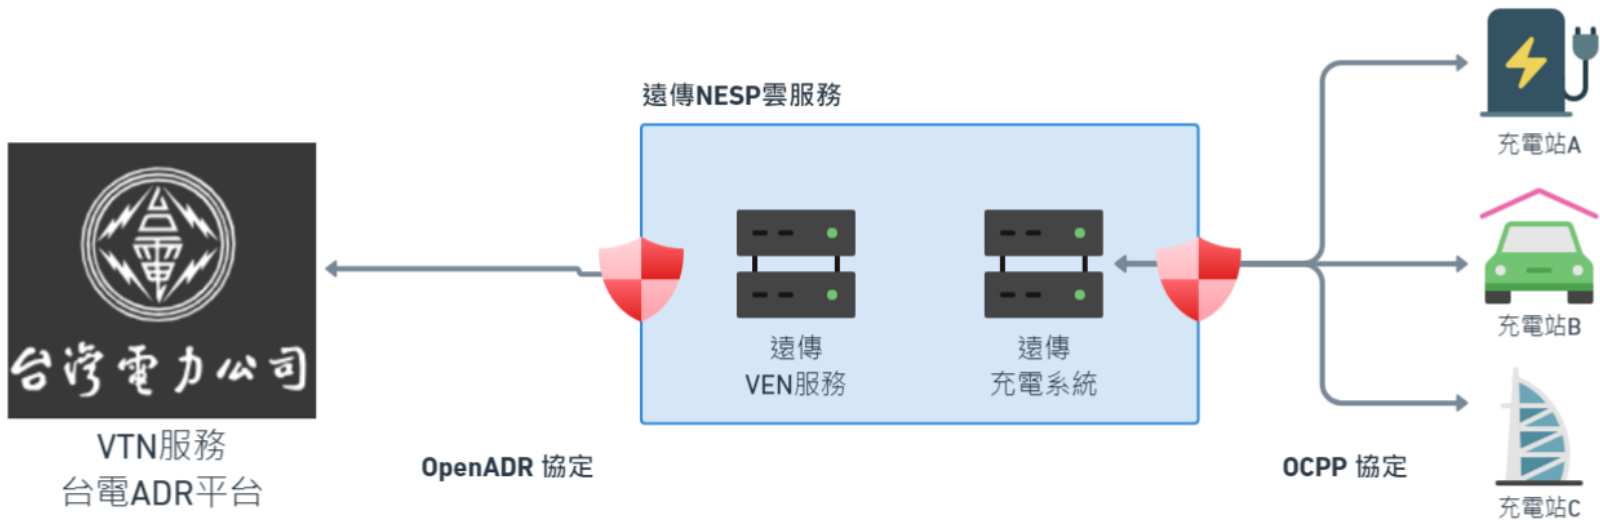 台電
台灣電力公司
VTN服務
台電ADR平台
OpenADR 協定
遠傳NESP雲服務
遠傳
VEN服務
遠傳
充電系統
OCPP 協定
充電站A
充電站B
充電站C